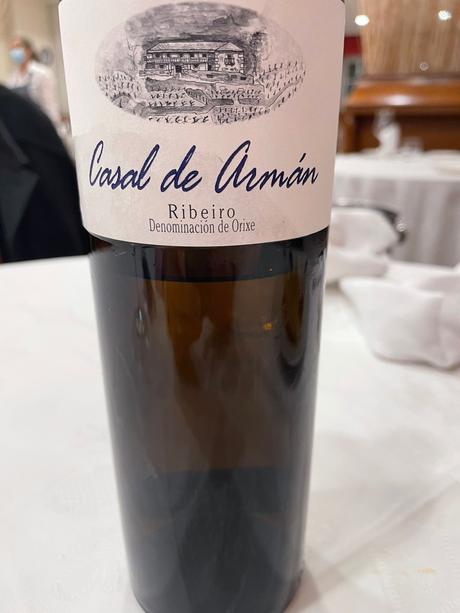 Casal de Armán
Ribeiro
Denominación de Orixe